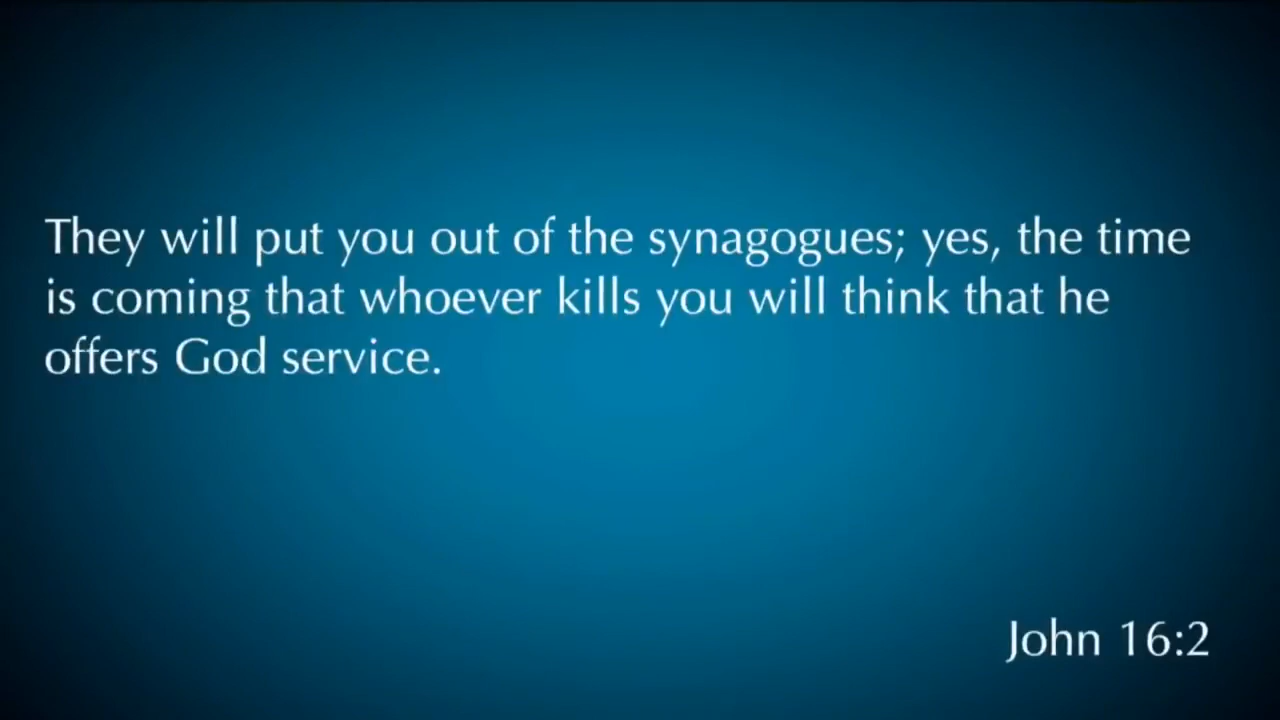 They will put you out of the synagogues; yes, the time
is coming that whoever kills you will think that he
offers God service.
John 16:2